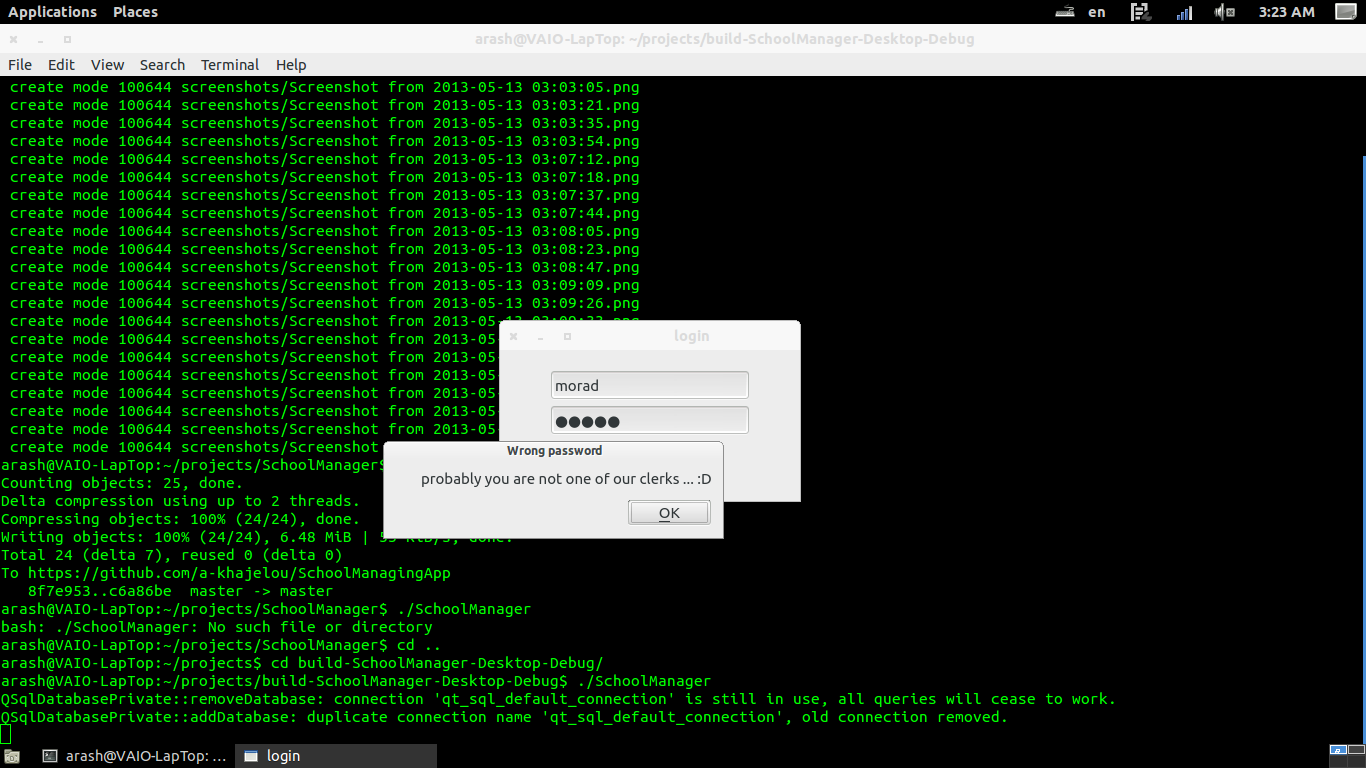 Applications Places en 3:23 AM
arash@VAIO-LapTop: ~/projects/build-SchoolManager-Desktop-Debug
File Edit View Search Terminal Help
create mode 100644 screenshots/Screenshot from 2013-05-13 03:03:05.png
create mode 100644 screenshots/Screenshot from 2013-05-13 03:03:21.png
create mode 100644 screenshots/Screenshot from 2013-05-13 03:03:35.png
create mode 100644 screenshots/Screenshot from 2013-05-13 03:03:54.png
create mode 100644 screenshots/Screenshot from 2013-05-13 03:07:12.png
create mode 100644 screenshots/Screenshot from 2013-05-13 03:07:18.png
create mode 100644 screenshots/Screenshot from 2013-05-13 03:07:37.png
create mode 100644 screenshots/Screenshot from 2013-05-13 03:07:44.png
create mode 100644 screenshots/Screenshot from 2013-05-13 03:08:05.png
create mode 100644 screenshots/Screenshot from 2013-05-13 03:08:23.png
create mode 100644 screenshots/Screenshot from 2013-05-13 03:08:47.png
create mode 100644 screenshots/Screenshot from 2013-05-13 03:09:09.png
create mode 100644 screenshots/Screenshot from 2013-05-13 03:09:26.png
create mode 100644 screenshots/Screenshot from 2013-05-
create mode 100644 screenshots/Screenshot from 2013-05-
create mode 100644 screenshots/Screenshot from 2013-05-
create mode 100644 screenshots/Screenshot from 2013-05-
create mode 100644 screenshots/Screenshot from 2013-05-
create mode 100644 screenshots/Screenshot from 2013-05-
create mode 100644 screenshots/Screenshot from 2013-05-
create mode 100644 screenshots/Screenshot
login
morad
●●●●●
Wrong password
probably you are not one of our clerks ... :D
OK
arash@VAIO-LapTop:~/projects/SchoolManager$
Counting objects: 25, done.
Delta compression using up to 2 threads.
Compressing objects: 100% (24/24), done.
Writing objects: 100% (24/24), 6.48 MiB |
Total 24 (delta 7), reused 0 (delta 0)
To https://github.com/a-khajelou/SchoolManagingApp
8f7e953..c6a86be master -> master
arash@VAIO-LapTop:~/projects/SchoolManager$ ./SchoolManager
bash: ./SchoolManager: No such file or directory
arash@VAIO-LapTop:~/projects/SchoolManager$ cd ..
arash@VAIO-LapTop:~/projects$ cd build-SchoolManager-Desktop-Debug/
arash@VAIO-LapTop:~/projects/build-SchoolManager-Desktop-Debug$ ./SchoolManager
QSqlDatabasePrivate::removeDatabase: connection 'qt_sql_default_connection' is still in use, all queries will cease to work.
QSqlDatabasePrivate::addDatabase: duplicate connection name 'qt_sql_default_connection', old connection removed.
arash@VAIO-LapTop: ... login